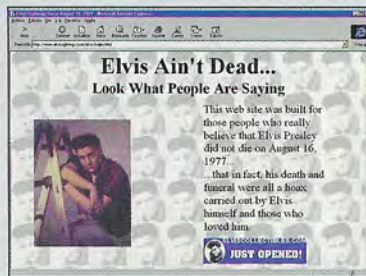 Elvis Ain't Dead...
Look What People Are Saying
This web site was built for
those people who really
believe that Elvis Presley
did not die on August 16,
1977...
...that in fact, his death and
funeral were all a hoax
carried out by Elvis
himself and those who
loved him.
ELVISCOLLECTIBLES.COM
JUST OPENED!